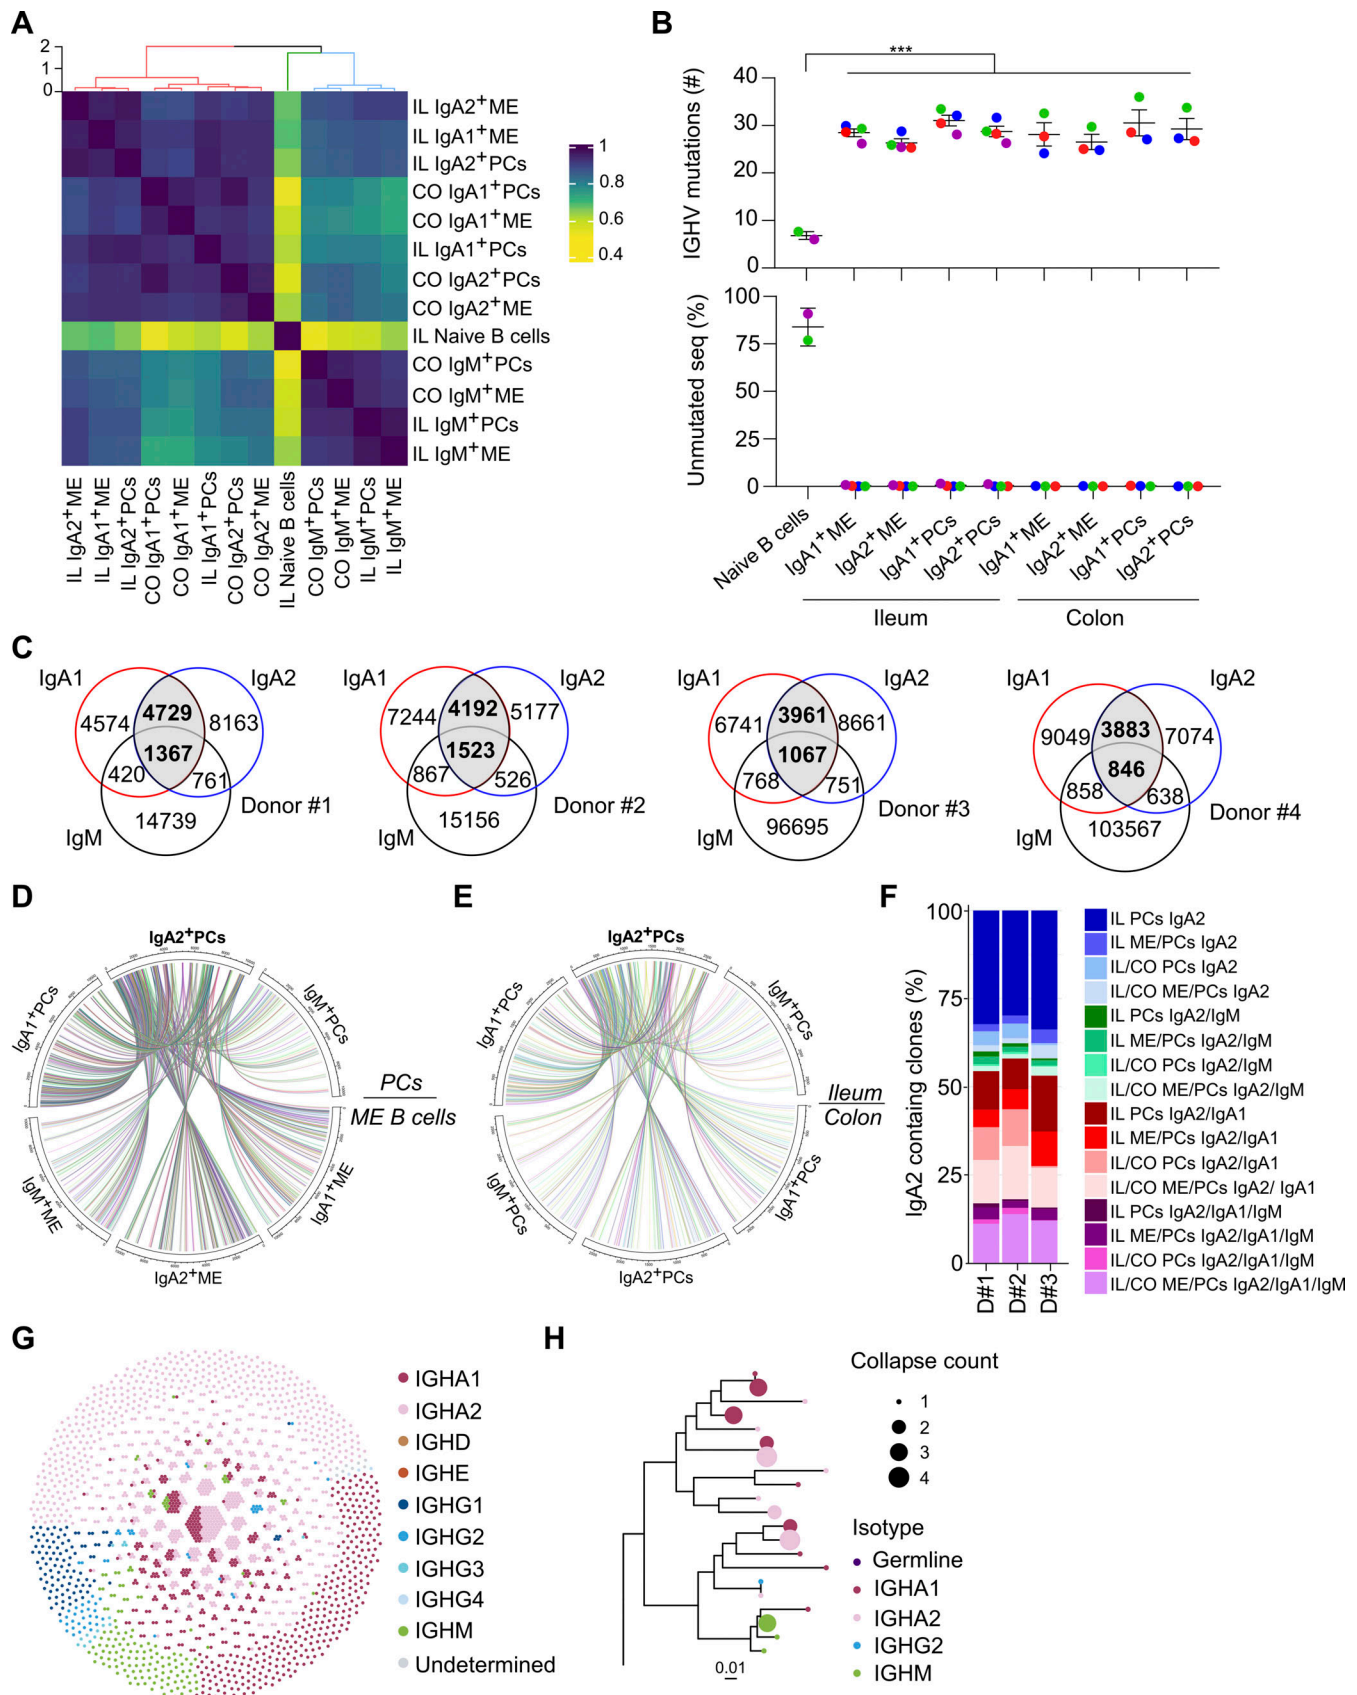 A
2
1
0
IL IgA2+ME
IL IgA1+ME
IL IgA2+PCs
CO IgA1+PCs
CO IgA1+ME
IL IgA1+PCs
CO IgA2+PCs
CO IgA2+ME
IL Naive B cells
CO IgM+PCs
CO IgM+ME
IL IgM+PCs
IL IgM+ME
1
0.8
0.6
0.4
IL IgA2+ME
IL IgA1+ME
IL IgA2+PCs
CO IgA1+PCs
CO IgA1+ME
IL IgA1+PCs
CO IgA2+PCs
CO IgA2+ME
IL Naive B cells
CO IgM+PCs
CO IgM+ME
IL IgM+PCs
IL IgM+ME
B
***
IGHV mutations (#)
40
30
20
10
0
Unmutated seq (%)
100
75
50
25
0
Naive B cells
IgA1+ME
IgA2+ME
IgA1+PCs
IgA2+PCs
IgA1+ME
IgA2+ME
IgA1+PCs
IgA2+PCs
Ileum
Colon
C
IgA1
IgA2
4574
4729
8163
1367
420
761
IgM
14739
Donor #1
IgA1
IgA2
7244
4192
5177
1523
867
526
IgM
15156
Donor #2
IgA1
IgA2
6741
3961
8661
1067
768
751
IgM
96695
Donor #3
IgA1
IgA2
9049
3883
7074
846
858
638
IgM
103567
Donor #4
D
IgA2+PCs
IgA1+PCs
IgM+PCs
PCs
ME B cells
IgM+ME
IgA1+ME
IgA2+ME
E
IgA2+PCs
IgA1+PCs
IgM+PCs
Ileum
Colon
IgM+PCs
IgA1+PCs
IgA2+PCs
F
IgA2 containg clones (%)
100
75
50
25
0
D#1
D#2
D#3
IL PCs IgA2
IL ME/PCs IgA2
IL/CO PCs IgA2
IL/CO ME/PCs IgA2
IL PCs IgA2/IgM
IL ME/PCs IgA2/IgM
IL/CO PCs IgA2/IgM
IL/CO ME/PCs IgA2/IgM
IL PCs IgA2/IgA1
IL ME/PCs IgA2/IgA1
IL/CO PCs IgA2/IgA1
IL/CO ME/PCs IgA2/ IgA1
IL PCs IgA2/IgA1/IgM
IL ME/PCs IgA2/IgA1/IgM
IL/CO PCs IgA2/IgA1/IgM
IL/CO ME/PCs IgA2/IgA1/IgM
G
IGHA1
IGHA2
IGHD
IGHE
IGHG1
IGHG2
IGHG3
IGHG4
IGHM
Undetermined
H
Collapse count
1
2
3
4
Isotype
Germline
IGHA1
IGHA2
IGHG2
IGHM
0.01